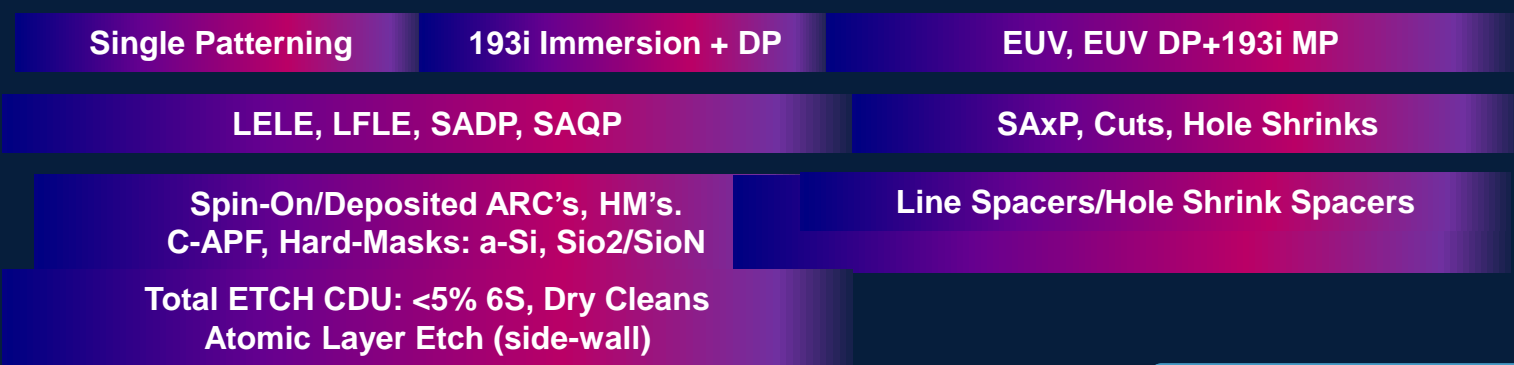 Single Patterning
193i Immersion + DP
EUV, EUV DP+193i MP
LELE, LFLE, SADP, SAQP
SAxP, Cuts, Hole Shrinks
Spin-On/Deposited ARC's, HM's.
C-APF, Hard-Masks: a-Si, Sio2/SioN
Line Spacers/Hole Shrink Spacers
Total ETCH CDU: <5% 6S, Dry Cleans
Atomic Layer Etch (side-wall)